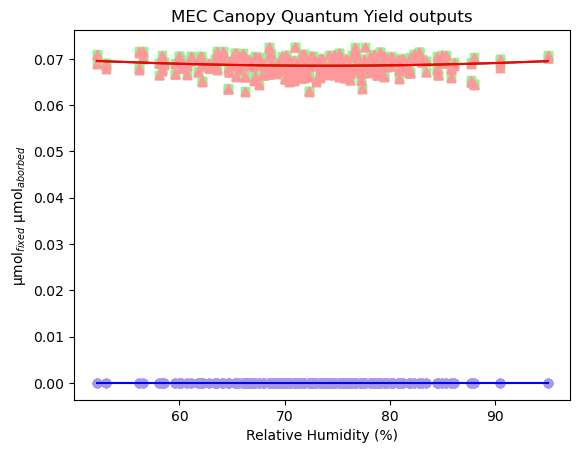 MEC Canopy Quantum Yield outputs
0.07
0.06
0.05
0.04
0.03
0.02
0.01
0.00
μmol_fixed μmol_aborbed
60 70 80 90
Relative Humidity (%)